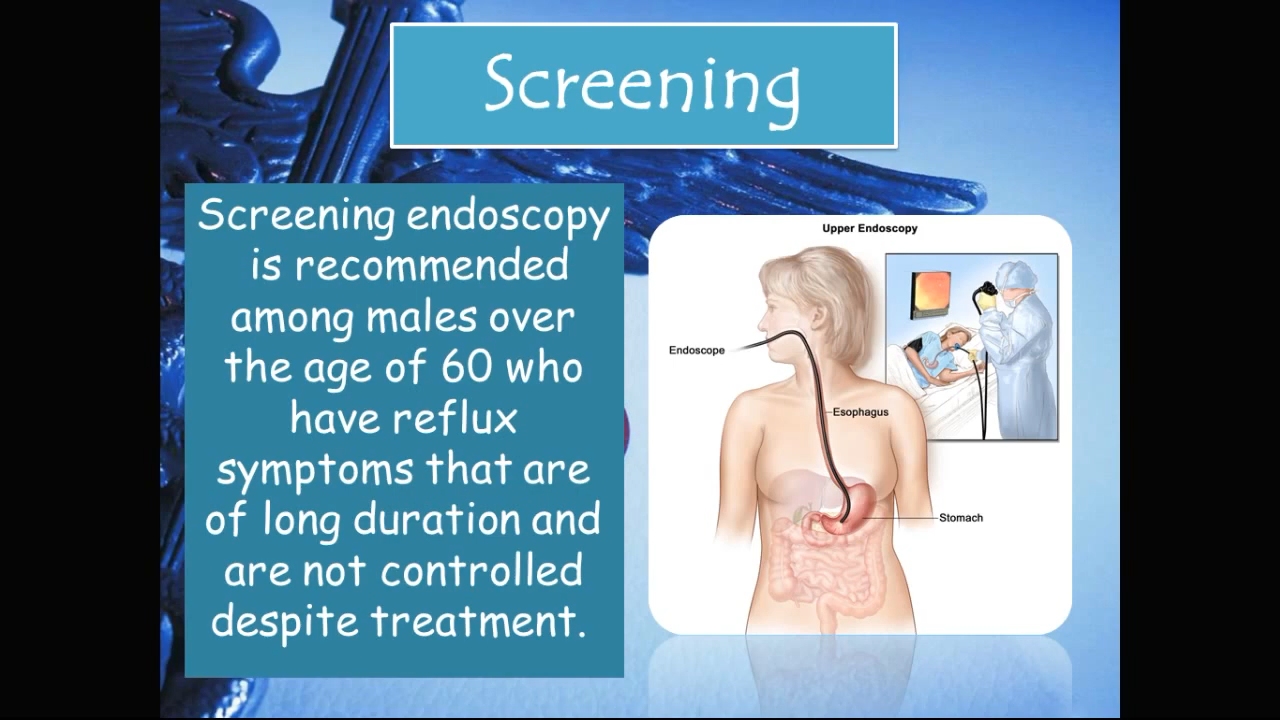 Screening
Screening endoscopy
is recommended
among males over
the age of 60 who
have reflux
symptoms that are
of long duration and
are not controlled
despite treatment.
Upper Endoscopy
Endoscope
Esophagus
Stomach